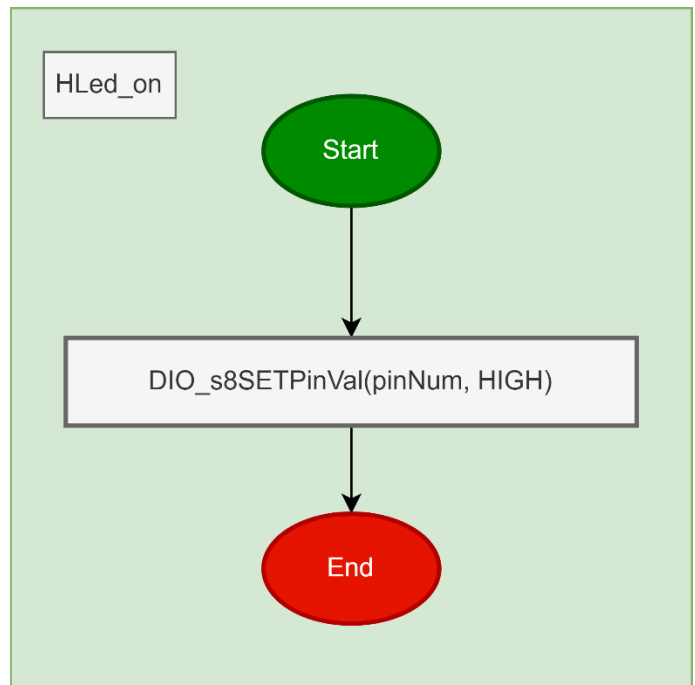 HLed_on
Start
DIO_s8SETPinVal(pinNum, HIGH)
End